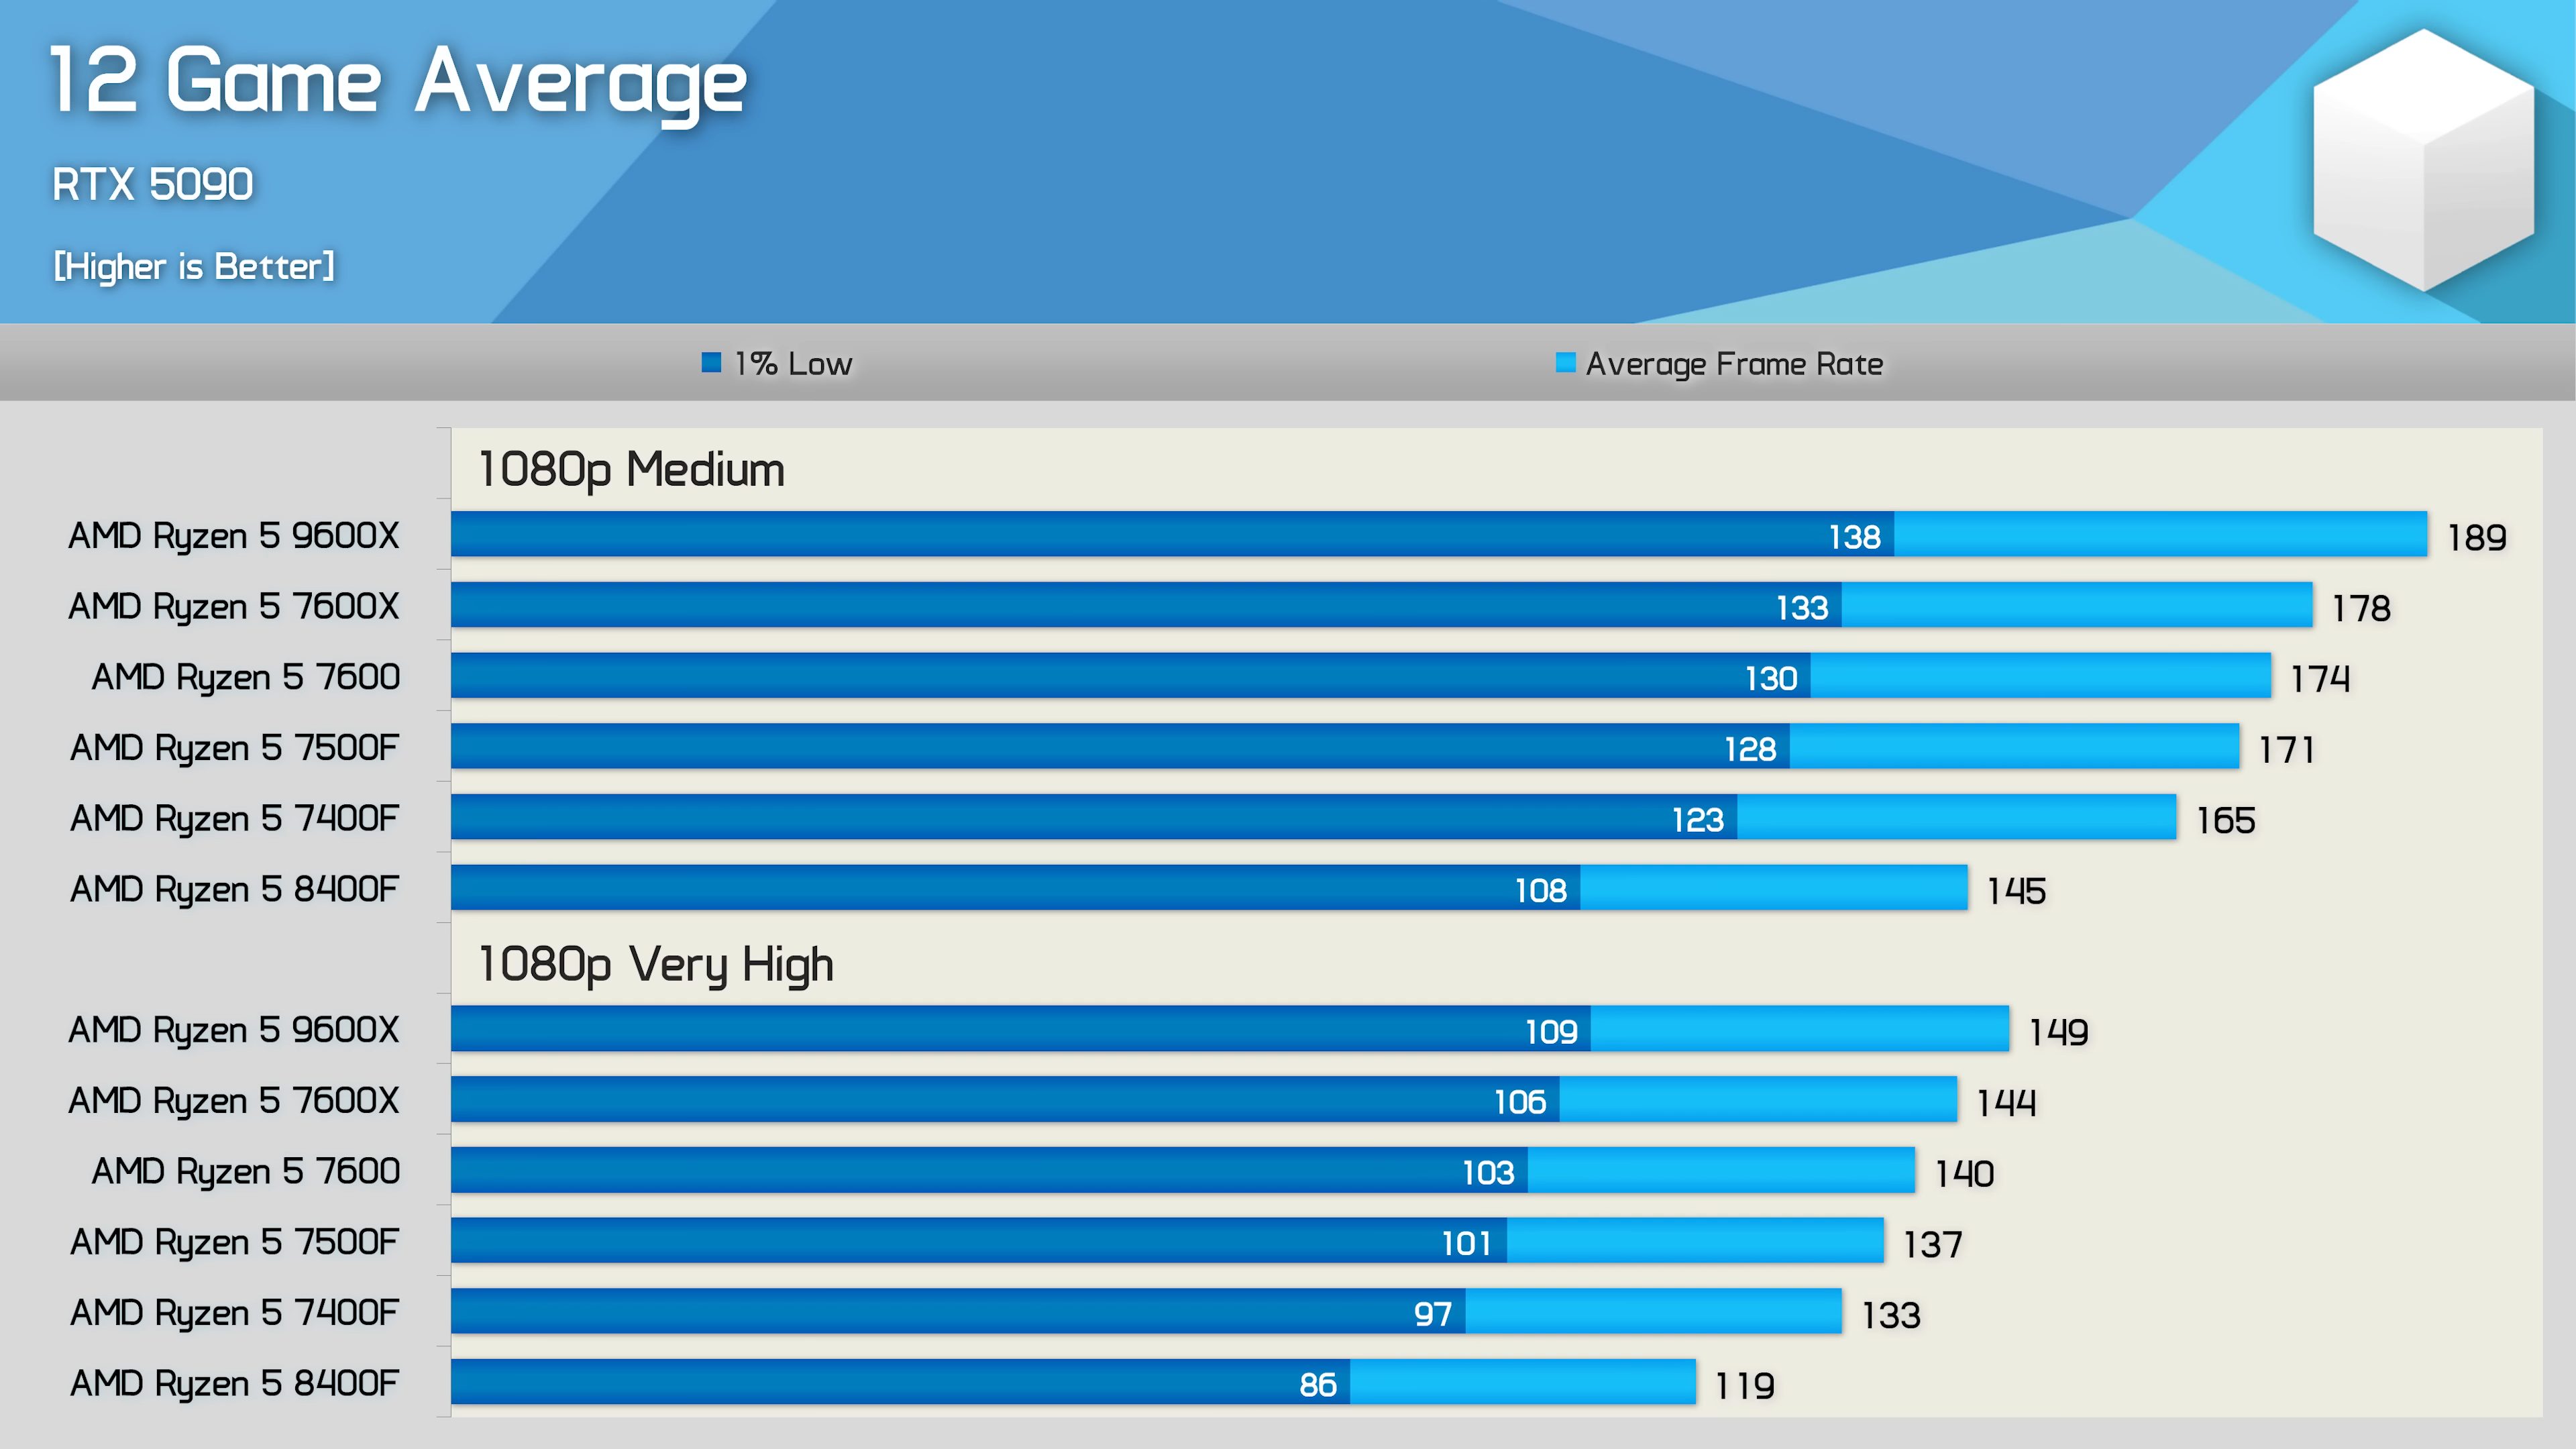 12 Game Average
RTX 5090
[Higher is Better]
1% Low
Average Frame Rate
1080p Medium
AMD Ryzen 5 9600X 138 189
AMD Ryzen 5 7600X 133 178
AMD Ryzen 5 7600 130 174
AMD Ryzen 5 7500F 128 171
AMD Ryzen 5 7400F 123 165
AMD Ryzen 5 8400F 108 145
1080p Very High
AMD Ryzen 5 9600X 109 149
AMD Ryzen 5 7600X 106 144
AMD Ryzen 5 7600 103 140
AMD Ryzen 5 7500F 101 137
AMD Ryzen 5 7400F 97 133
AMD Ryzen 5 8400F 86 119